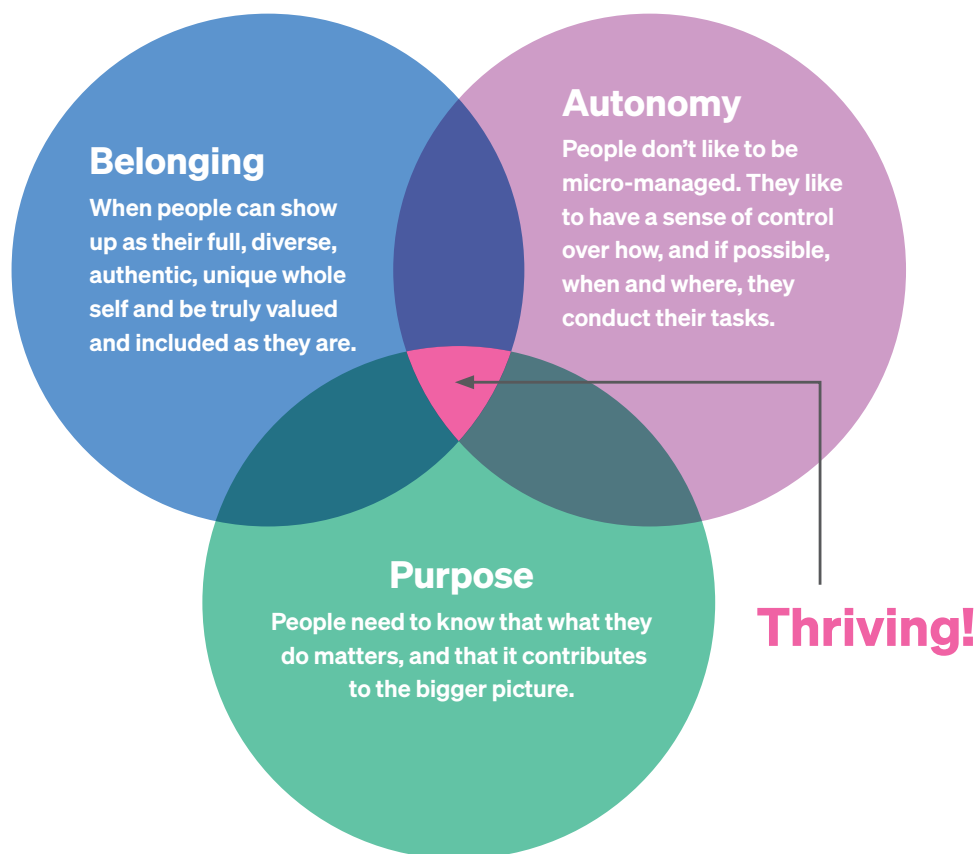 Belonging
When people can show
up as their full, diverse,
authentic, unique whole
self and be truly valued
and included as they are.
Autonomy
People don’t like to be
micro-managed. They like
to have a sense of control
over how, and if possible,
when and where, they
conduct their tasks.
Purpose
People need to know that what they
do matters, and that it contributes
to the bigger picture.
Thriving!